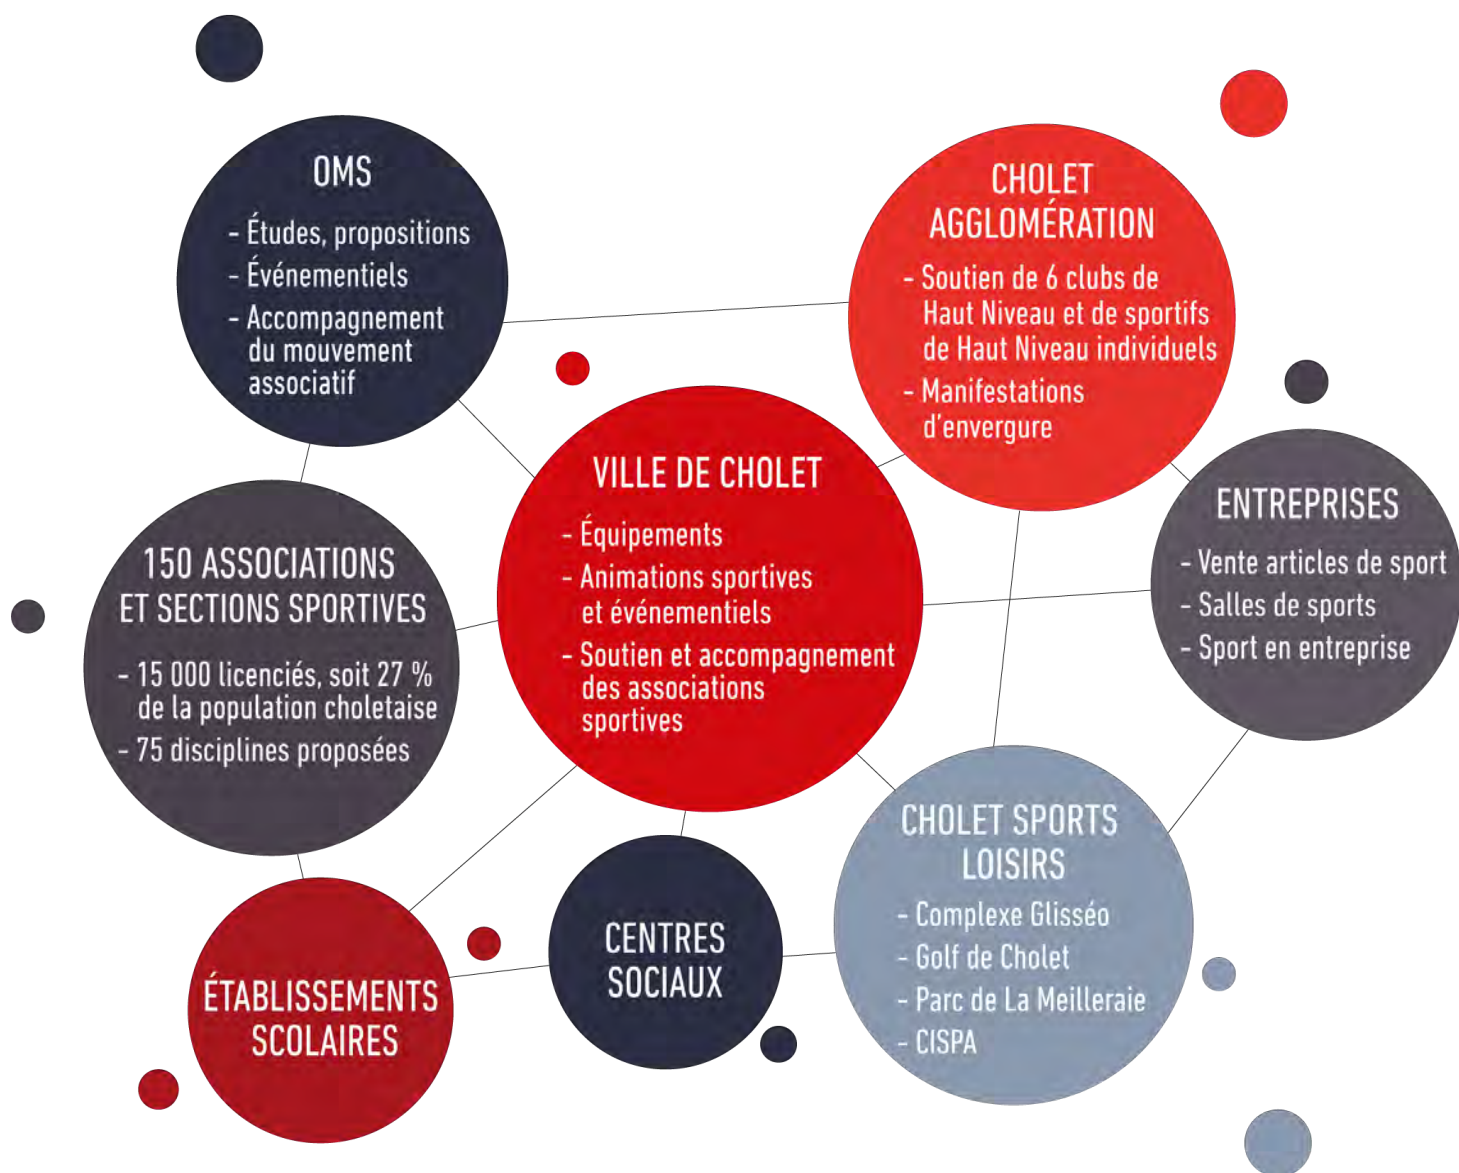 OMS
- Études, propositions
- Événementiels
- Accompagnement
du mouvement
associatif
CHOLET
AGGLOMÉRATION
- Soutien de 6 clubs de
Haut Niveau et de sportifs
de Haut Niveau individuels
- Manifestations
d'envergure
VILLE DE CHOLET
- Équipements
- Animations sportives
et événementiels
- Soutien et accompagnement
des associations
sportives
ENTREPRISES
- Vente articles de sport
- Salles de sports
- Sport en entreprise
150 ASSOCIATIONS
ET SECTIONS SPORTIVES
- 15 000 licenciés, soit 27 %
de la population choletaise
- 75 disciplines proposées
CHOLET SPORTS
LOISIRS
- Complexe Glisséo
- Golf de Cholet
- Parc de La Meilleraie
- CISPA
CENTRES
SOCIAUX
ÉTABLISSEMENTS
SCOLAIRES